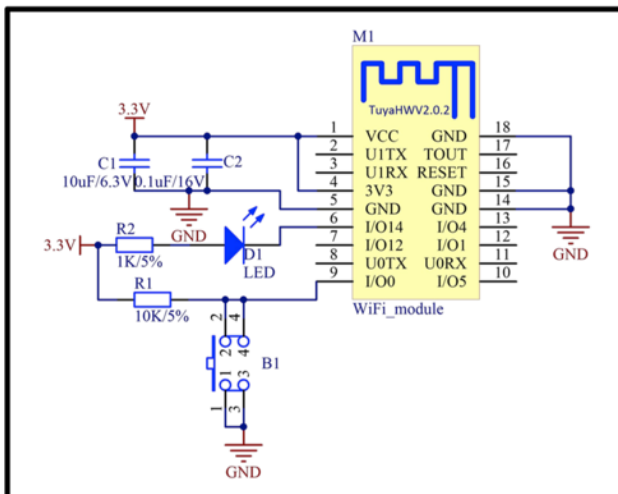 M1
TuyaHWV2.0.2
3.3V
1 VCC GND 18
2 U1TX TOUT 17
3 U1RX RESET 16
4 3V3 GND 15
5 GND GND 14
6 I/O14 I/O4 13
7 I/O12 I/O1 12
8 U0TX U0RX 11
9 I/O0 I/O5 10
WiFi_module
C1
10uF/6.3V
C2
0.1uF/16V
GND
3.3V
R2
1K/5%
D1
LED
R1
10K/5%
2 4
2 4
B1
1 3
1 3
GND
GND